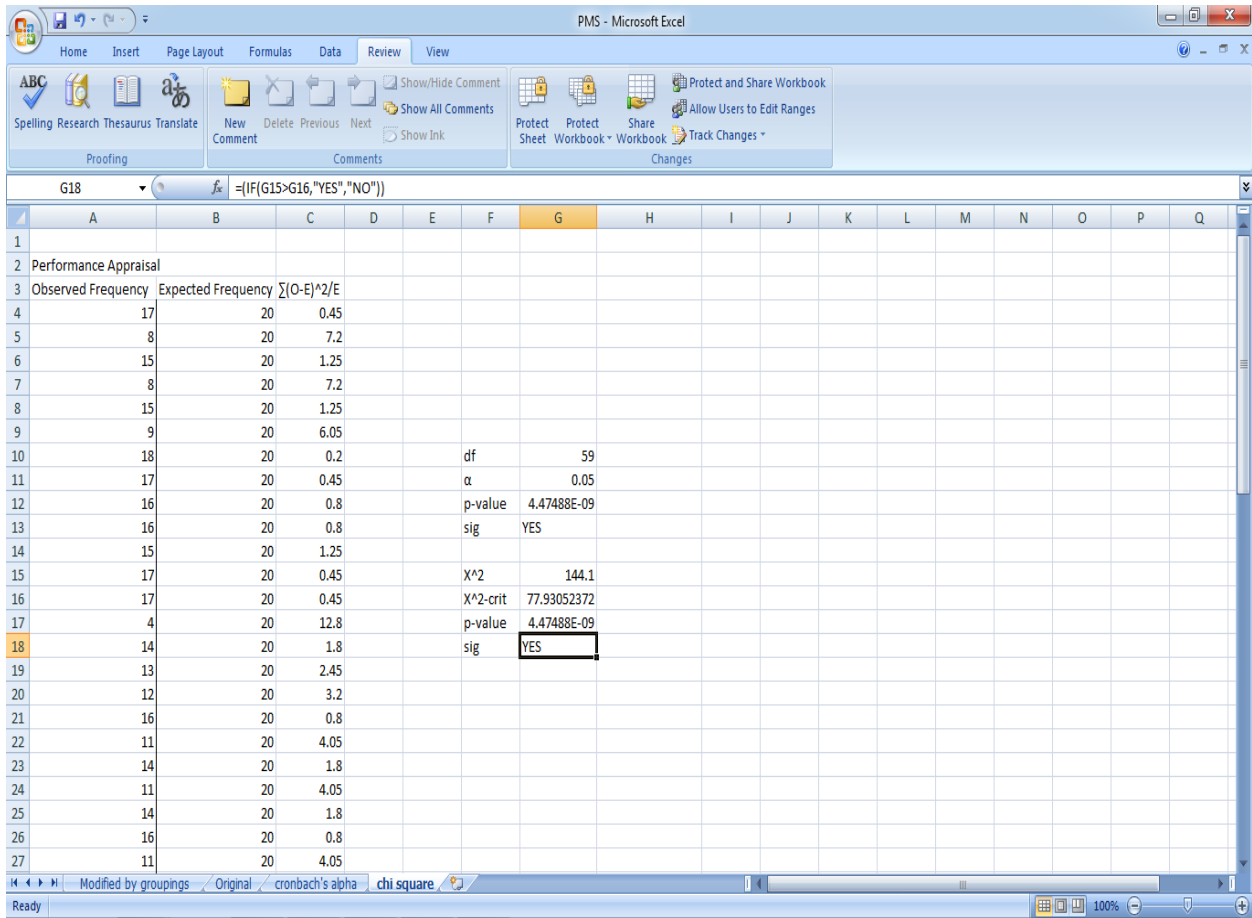 PMS - Microsoft Excel
Home Insert Page Layout Formulas Data Review View
ABC
Spelling Research Thesaurus Translate
Proofing
New Comment Delete Previous Next
Show/Hide Comment
Show All Comments
Show Ink
Comments
Protect Sheet Protect Workbook Share Workbook
Protect and Share Workbook
Allow Users to Edit Ranges
Track Changes
Changes
G18 fx =(IF(G15>G16,"YES","NO"))
A B C D E F G H I J K L M N O P Q
1
2 Performance Appraisal
3 Observed Frequency Expected Frequency ∑(O-E)^2/E
4 17 20 0.45
5 8 20 7.2
6 15 20 1.25
7 8 20 7.2
8 15 20 1.25
9 9 20 6.05
10 18 20 0.2 df 59
11 17 20 0.45 α 0.05
12 16 20 0.8 p-value 4.47488E-09
13 16 20 0.8 sig YES
14 15 20 1.25
15 17 20 0.45 X^2 144.1
16 17 20 0.45 X^2-crit 77.93052372
17 4 20 12.8 p-value 4.47488E-09
18 14 20 1.8 sig YES
19 13 20 2.45
20 12 20 3.2
21 16 20 0.8
22 11 20 4.05
23 14 20 1.8
24 11 20 4.05
25 14 20 1.8
26 16 20 0.8
27 11 20 4.05
Modified by groupings Original cronbach's alpha chi square
Ready 100%